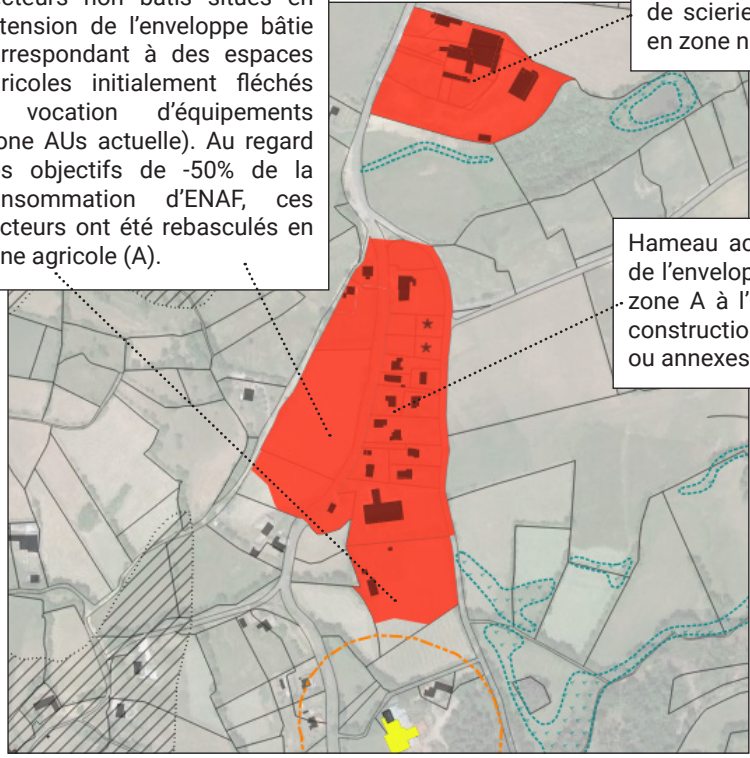 cteurs non bâtis situés en
tension de l'enveloppe bâtie
rrespondant à des espaces
ricoles initialement fléchés
vocation d'équipements
one AUs actuelle). Au regard
s objectifs de -50% de la
nsommation d'ENAF, ces
cteurs ont été rebasculés en
ne agricole (A).
de scierie
en zone n
Hameau ac
de l'envelop
zone A à l'
construction
ou annexes